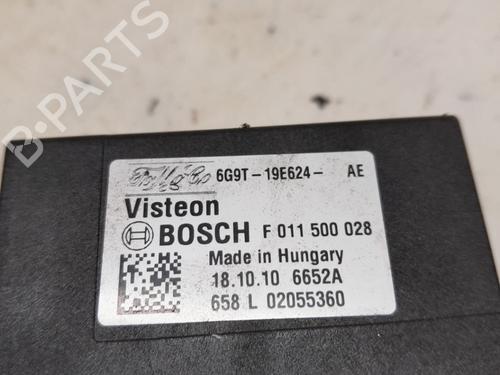 B-PARTS
6G9T-19E624- AE
Visteon
BOSCH F 011 500 028
Made in Hungary
18.10.10 6652A
658 L 02055360